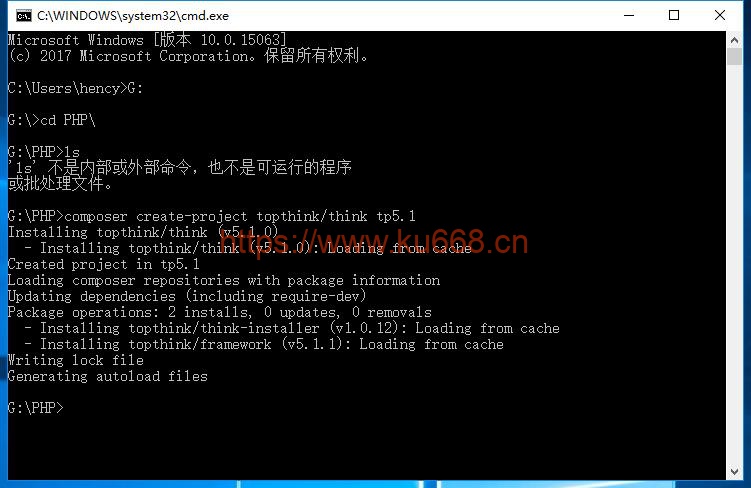 C:\WINDOWS\system32\cmd.exe
Microsoft Windows [版本 10.0.15063]
(c) 2017 Microsoft Corporation。保留所有权利。
C:\Users\hency>G:
G:\>cd PHP\
G:\PHP>ls
'ls' 不是内部或外部命令，也不是可运行的程序
或批处理文件。
G:\PHP>composer create-project topthink/think tp5.1
Installing topthink/think (v5.1.0)
- Installing topthink/think (v5.1.0): Loading from cache
https://www.ku668.cn
Created project in tp5.1
Loading composer repositories with package information
Updating dependencies (including require-dev)
Package operations: 2 installs, 0 updates, 0 removals
- Installing topthink/think-installer (v1.0.12): Loading from cache
- Installing topthink/framework (v5.1.1): Loading from cache
Writing lock file
Generating autoload files
G:\PHP>